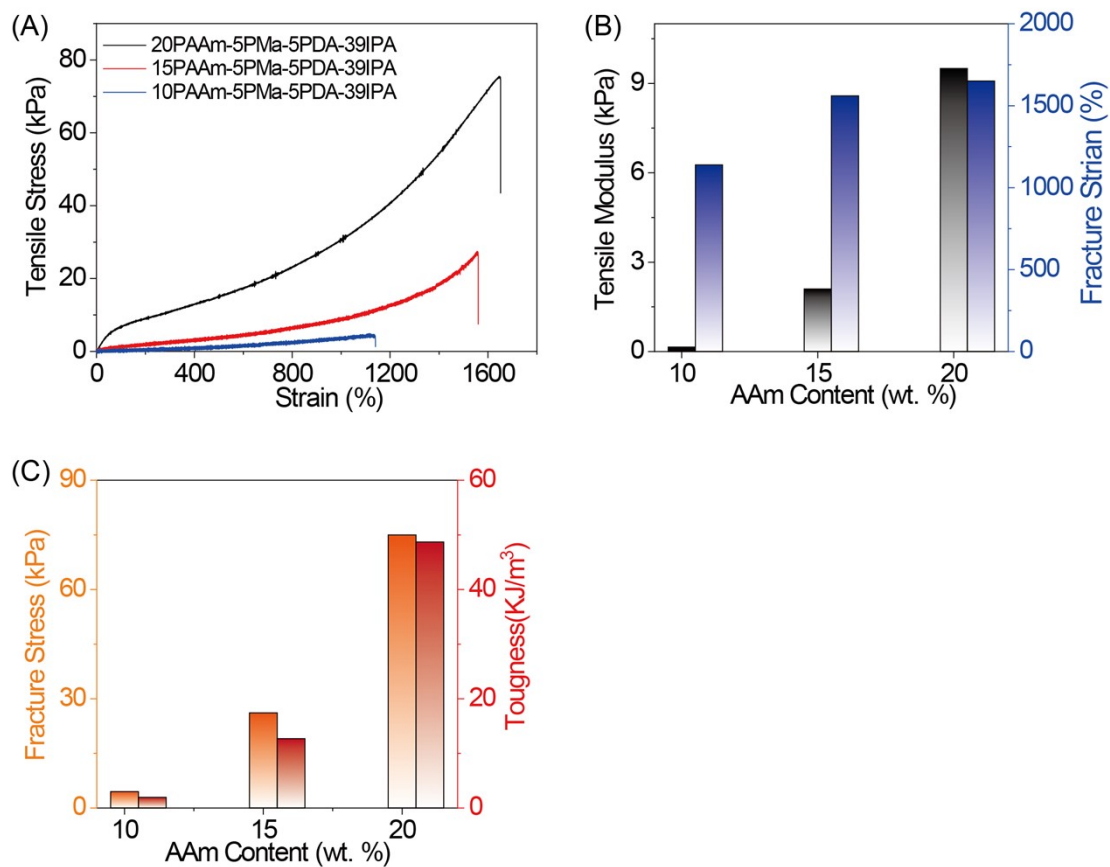 (A)
Tensile Stress (kPa)
80
60
40
20
0
20PAAm-5PMa-5PDA-39IPA
15PAAm-5PMa-5PDA-39IPA
10PAAm-5PMa-5PDA-39IPA
0 400 800 1200 1600
Strain (%)
(B)
Tensile Modulus (kPa)
9
6
3
0
2000
1500
1000
500
0
Fracture Strian (%)
10 15 20
AAm Content (wt. %)
(C)
Fracture Stress (kPa)
90
60
30
0
60
40
20
0
Tougness(KJ/m³)
10 15 20
AAm Content (wt. %)